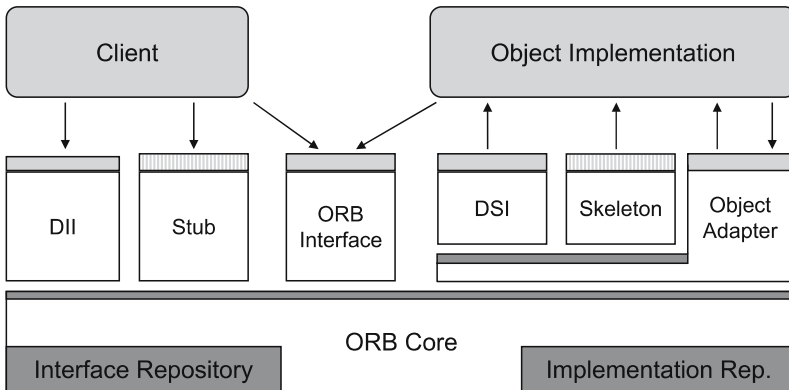 Client
Object Implementation
DII
Stub
ORB
Interface
DSI
Skeleton
Object
Adapter
ORB Core
Interface Repository
Implementation Rep.